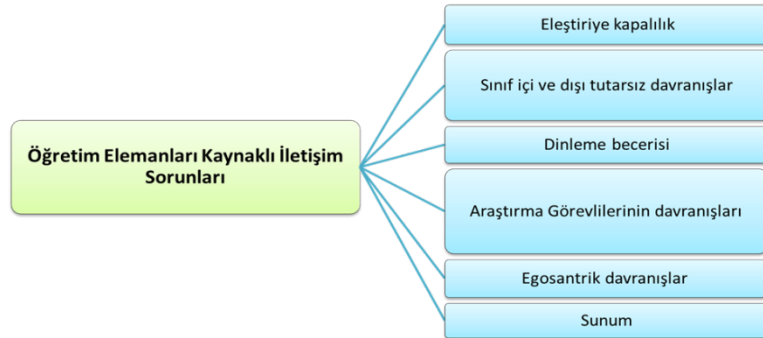 Eleştiriye kapalılık
Sınıf içi ve dışı tutarsız davranışlar
Dinleme becerisi
Öğretim Elemanları Kaynaklı İletişim
Sorunları
Araştırma Görevlilerinin davranışları
Egosantrik davranışlar
Sunum